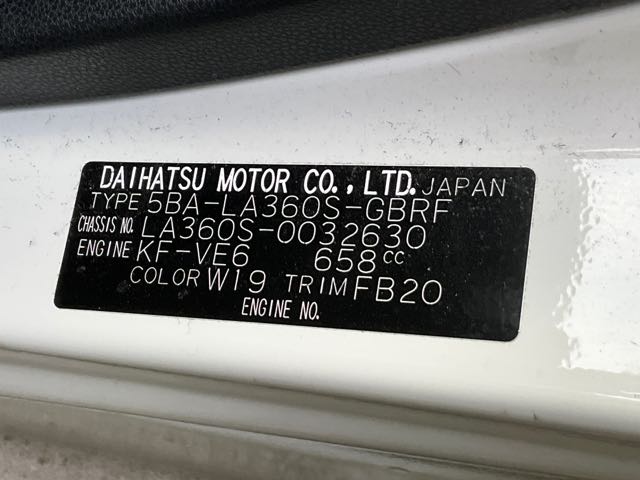 DAIHATSU MOTOR CO., LTD. JAPAN
TYPE 5BA-LA360S-GBRF
CHASSIS NO. LA360S-0032630
ENGINE KF-VE6 658cc
COLOR W19 TRIM FB20
ENGINE NO.